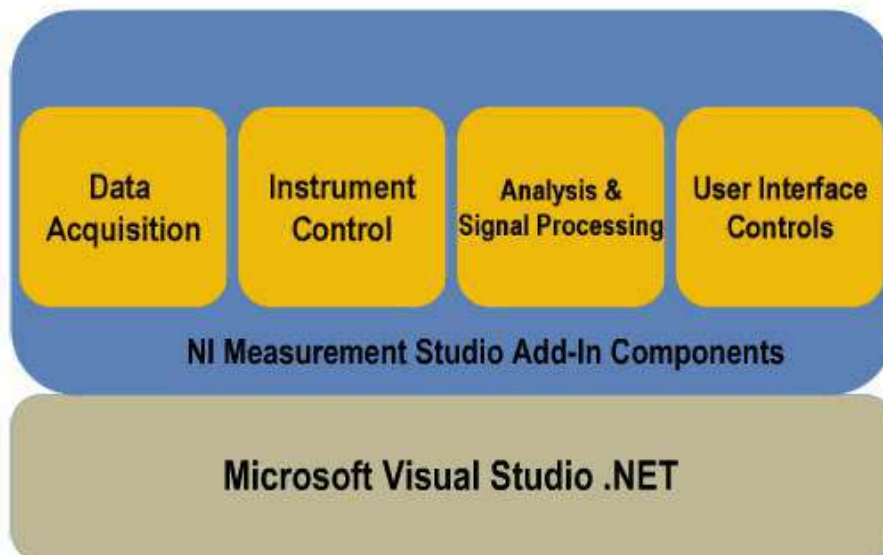 Data
Acquisition
Instrument
Control
Analysis &
Signal Processing
User Interface
Controls
NI Measurement Studio Add-In Components
Microsoft Visual Studio .NET